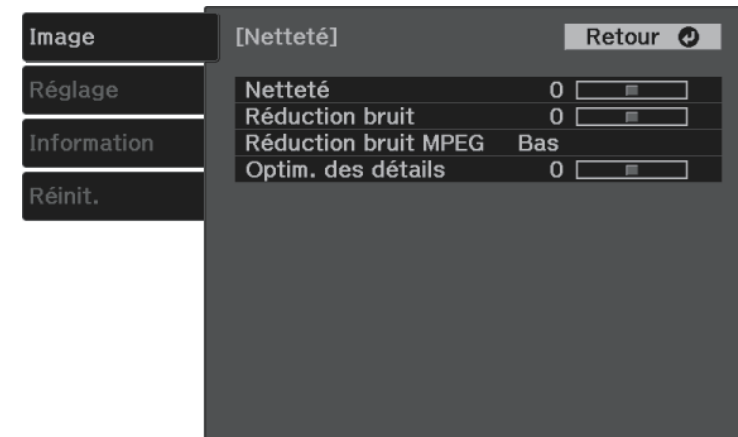 Image
Réglage
Information
Réinit.
[Netteté]
Retour
Netteté 0
Réduction bruit 0
Réduction bruit MPEG Bas
Optim. des détails 0